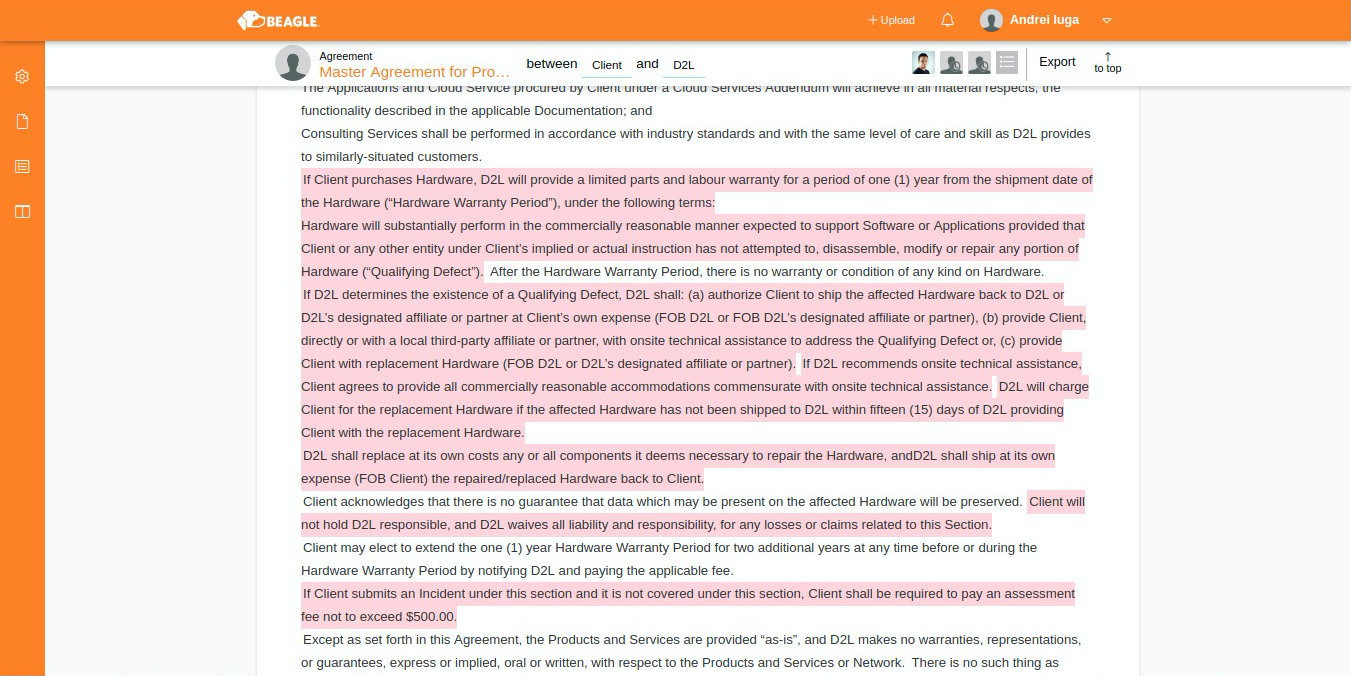 BEAGLE
Upload
Andrei Iuga
Agreement
Master Agreement for Pro…
between Client and D2L
Export
↑
to top
The Applications and Cloud Service procured by Client under a Cloud Services Addendum will achieve in all material respects, the
functionality described in the applicable Documentation; and
Consulting Services shall be performed in accordance with industry standards and with the same level of care and skill as D2L provides
to similarly-situated customers.
If Client purchases Hardware, D2L will provide a limited parts and labour warranty for a period of one (1) year from the shipment date of
the Hardware (“Hardware Warranty Period”), under the following terms:
Hardware will substantially perform in the commercially reasonable manner expected to support Software or Applications provided that
Client or any other entity under Client’s implied or actual instruction has not attempted to, disassemble, modify or repair any portion of
Hardware (“Qualifying Defect”). After the Hardware Warranty Period, there is no warranty or condition of any kind on Hardware.
If D2L determines the existence of a Qualifying Defect, D2L shall: (a) authorize Client to ship the affected Hardware back to D2L or
D2L’s designated affiliate or partner at Client’s own expense (FOB D2L or FOB D2L’s designated affiliate or partner), (b) provide Client,
directly or with a local third-party affiliate or partner, with onsite technical assistance to address the Qualifying Defect or, (c) provide
Client with replacement Hardware (FOB D2L or D2L’s designated affiliate or partner). If D2L recommends onsite technical assistance,
Client agrees to provide all commercially reasonable accommodations commensurate with onsite technical assistance. D2L will charge
Client for the replacement Hardware if the affected Hardware has not been shipped to D2L within fifteen (15) days of D2L providing
Client with the replacement Hardware.
D2L shall replace at its own costs any or all components it deems necessary to repair the Hardware, andD2L shall ship at its own
expense (FOB Client) the repaired/replaced Hardware back to Client.
Client acknowledges that there is no guarantee that data which may be present on the affected Hardware will be preserved. Client will
not hold D2L responsible, and D2L waives all liability and responsibility, for any losses or claims related to this Section.
Client may elect to extend the one (1) year Hardware Warranty Period for two additional years at any time before or during the
Hardware Warranty Period by notifying D2L and paying the applicable fee.
If Client submits an Incident under this section and it is not covered under this section, Client shall be required to pay an assessment
fee not to exceed $500.00.
Except as set forth in this Agreement, the Products and Services are provided “as-is”, and D2L makes no warranties, representations,
or guarantees, express or implied, oral or written, with respect to the Products and Services or Network. There is no such thing as